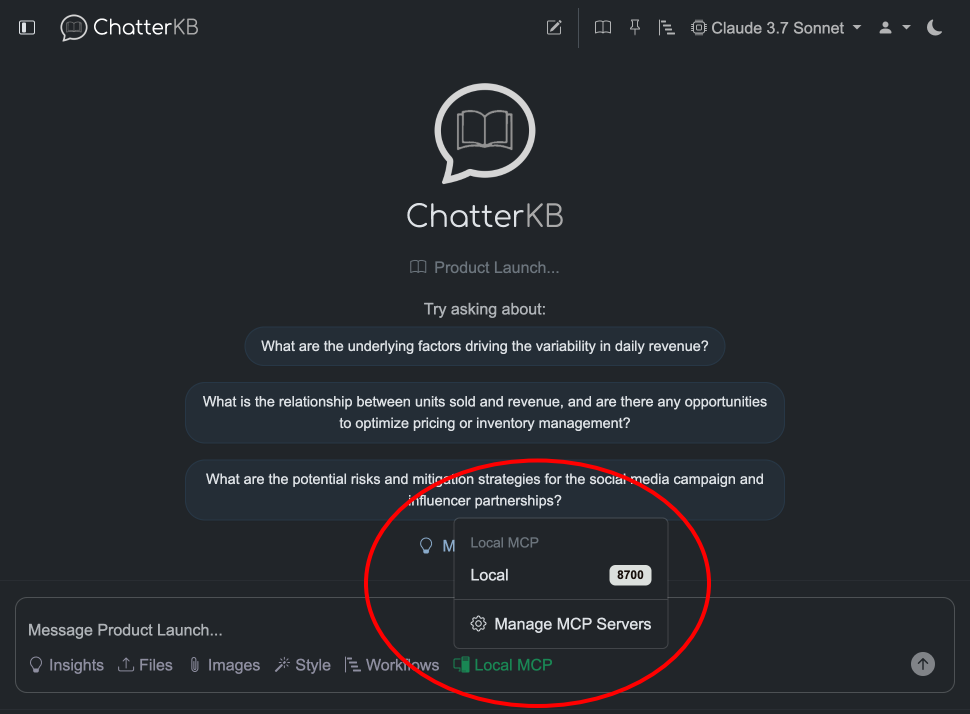 ChatterKB
Claude 3.7 Sonnet
ChatterKB
Product Launch...
Try asking about:
What are the underlying factors driving the variability in daily revenue?
What is the relationship between units sold and revenue, and are there any opportunities
to optimize pricing or inventory management?
What are the potential risks and mitigation strategies for the social media campaign and
influencer partnerships?
M
Local MCP
Local 8700
Manage MCP Servers
Message Product Launch...
Insights Files Images Style Workflows Local MCP